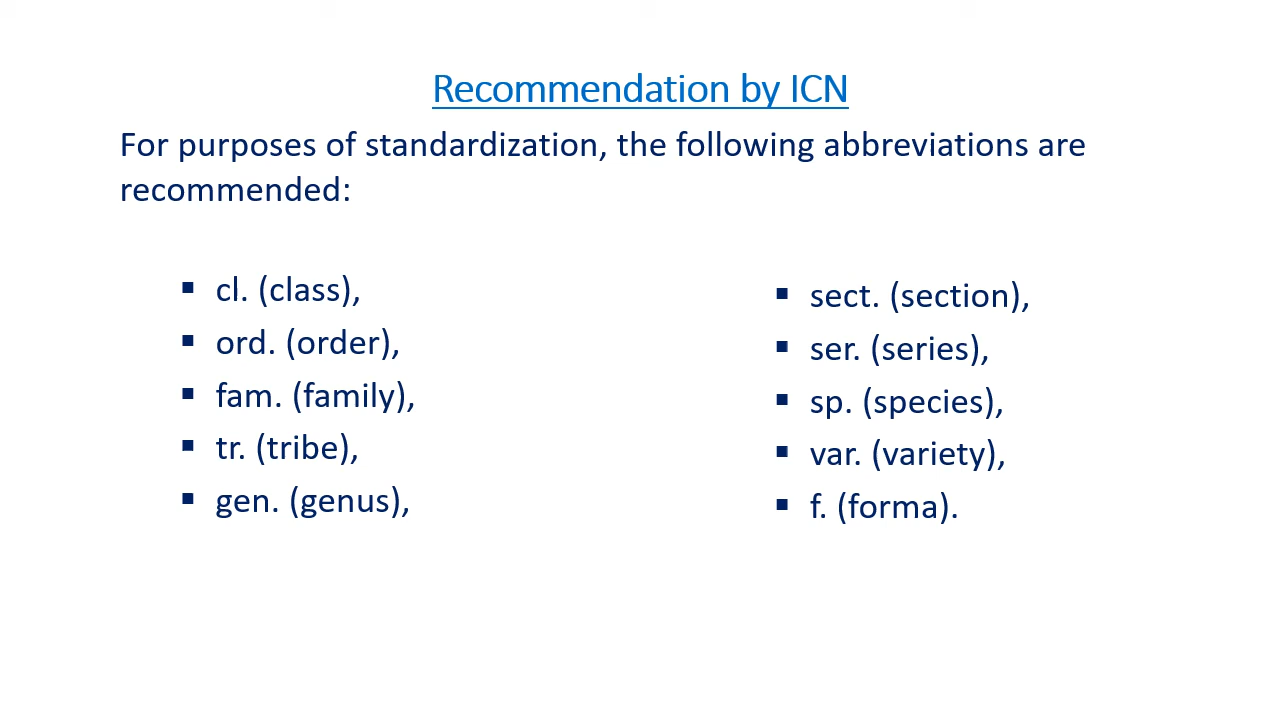 Recommendation by ICN
For purposes of standardization, the following abbreviations are
recommended:
▪ cl. (class),
▪ ord. (order),
▪ fam. (family),
▪ tr. (tribe),
▪ gen. (genus),
▪ sect. (section),
▪ ser. (series),
▪ sp. (species),
▪ var. (variety),
▪ f. (forma).